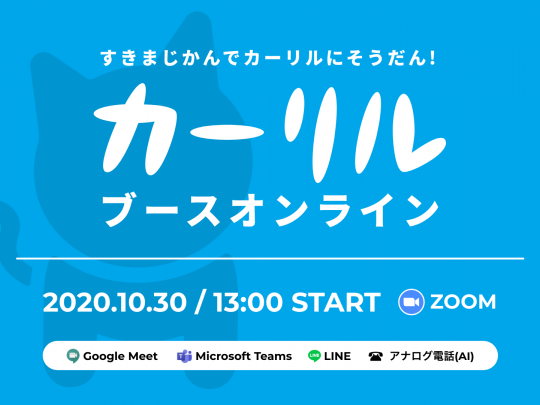 すきまじかんでカーリルにそうだん!
カーリル
ブースオンライン
2020.10.30 / 13:00 START ZOOM
Google Meet Microsoft Teams LINE アナログ電話(AI)